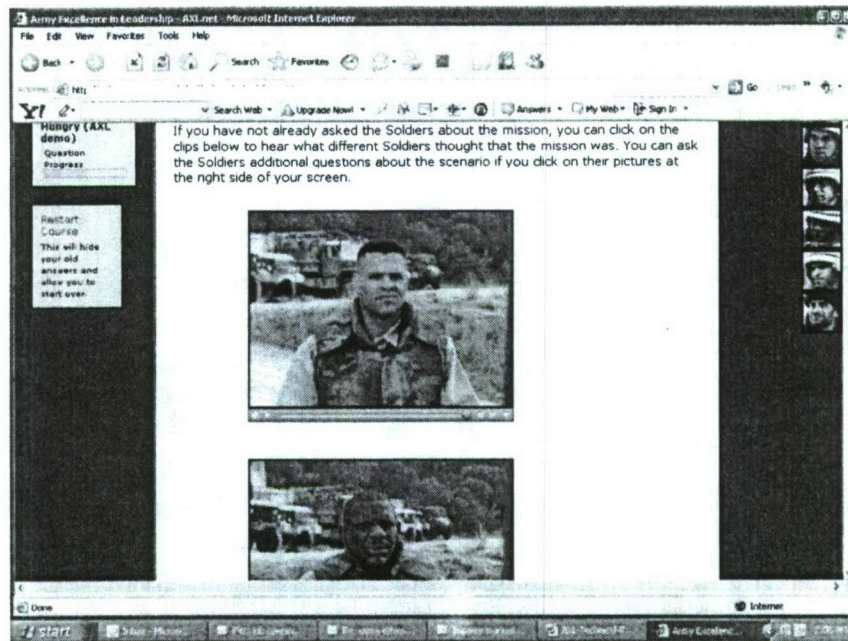 Army Excellence in Leadership - AXL.net - Microsoft Internet Explorer
File Edit View Favorites Tools Help
Back Search Favorites
Address http: Go
Y! Search Web Upgrade Now! Answers My Web Sign In
Hungry (AXL
demo)
Question
Progress
Restart
Course
This will hide
your old
answers and
allow you to
start over.
If you have not already asked the Soldiers about the mission, you can click on the
clips below to hear what different Soldiers thought that the mission was. You can ask
the Soldiers additional questions about the scenario if you click on their pictures at
the right side of your screen.
Done Internet
start Inbox - Army Excellenc...